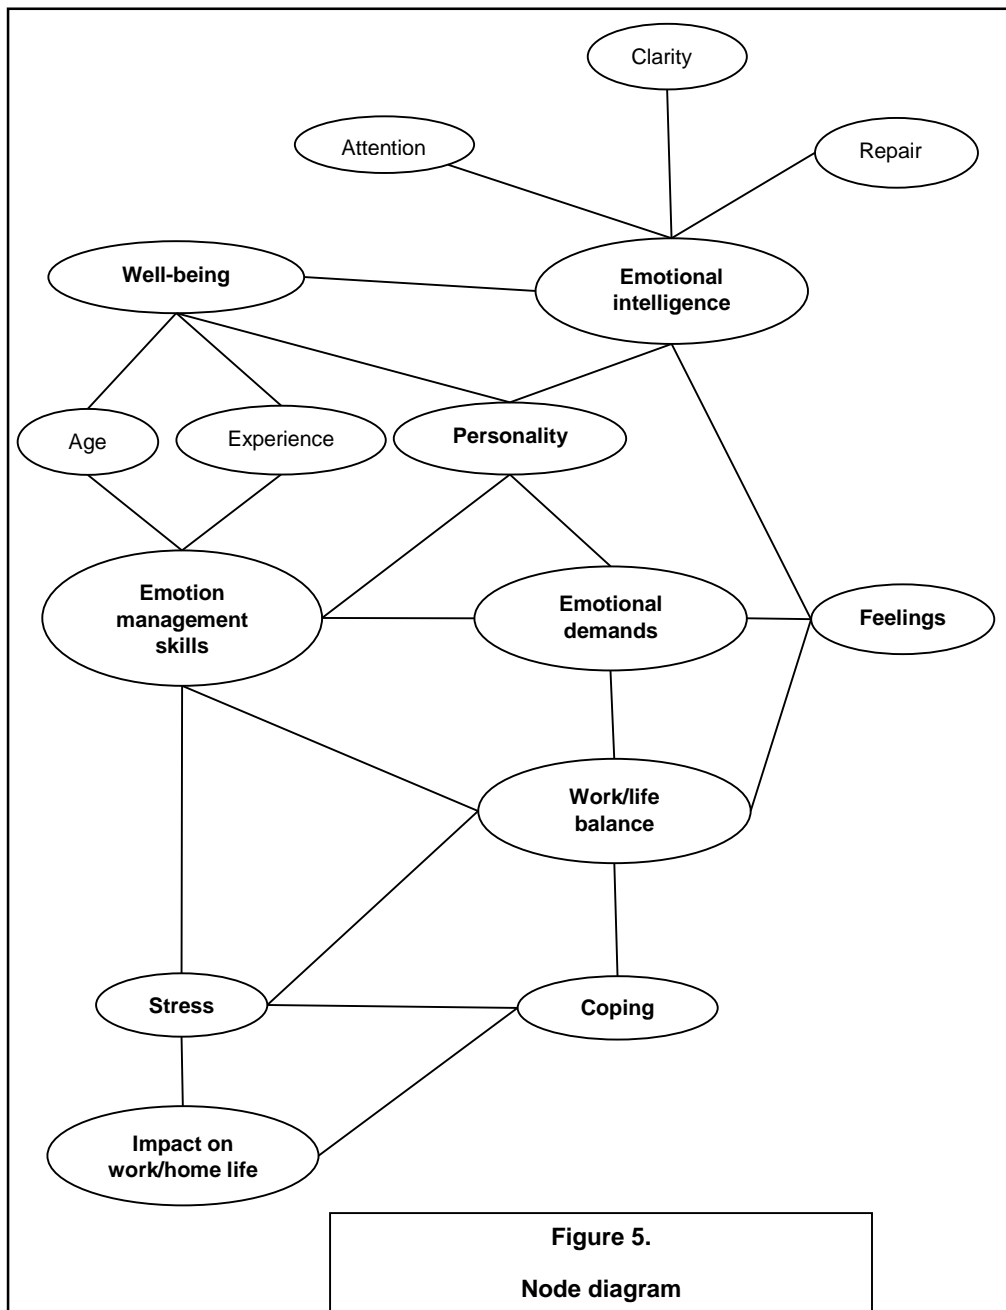 Clarity
Attention
Repair
Well-being
Emotional
intelligence
Age
Experience
Personality
Emotion
management
skills
Emotional
demands
Feelings
Work/life
balance
Stress
Coping
Impact on
work/home life
Figure 5.
Node diagram